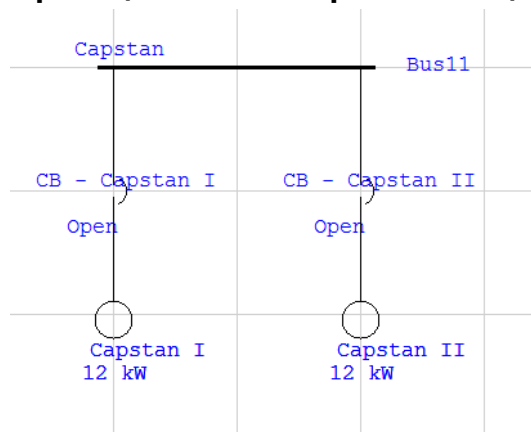 Capstan
Bus11
CB - Capstan I
CB - Capstan II
Open
Open
Capstan I
Capstan II
12 kW
12 kW